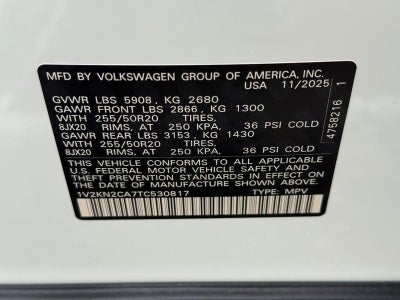 MFD BY VOLKSWAGEN GROUP OF AMERICA, INC.
USA 11/2025
GVWR LBS 5908, KG 2680
GAWR FRONT LBS 2866, KG 1300
WITH 255/50R20 TIRES,
8JX20 RIMS, AT 250 KPA, 36 PSI COLD
GAWR REAR LBS 3153, KG 1430
WITH 255/50R20 TIRES,
8JX20 RIMS, AT 250 KPA, 36 PSI COLD
THIS VEHICLE CONFORMS TO ALL APPLICABLE
U.S. FEDERAL MOTOR VEHICLE SAFETY AND
THEFT PREVENTION STANDARDS IN EFFECT ON
THE DATE OF MANUFACTURE SHOWN ABOVE.
1V2KN2CA7TC530817 TYPE: MPV
4758216 1